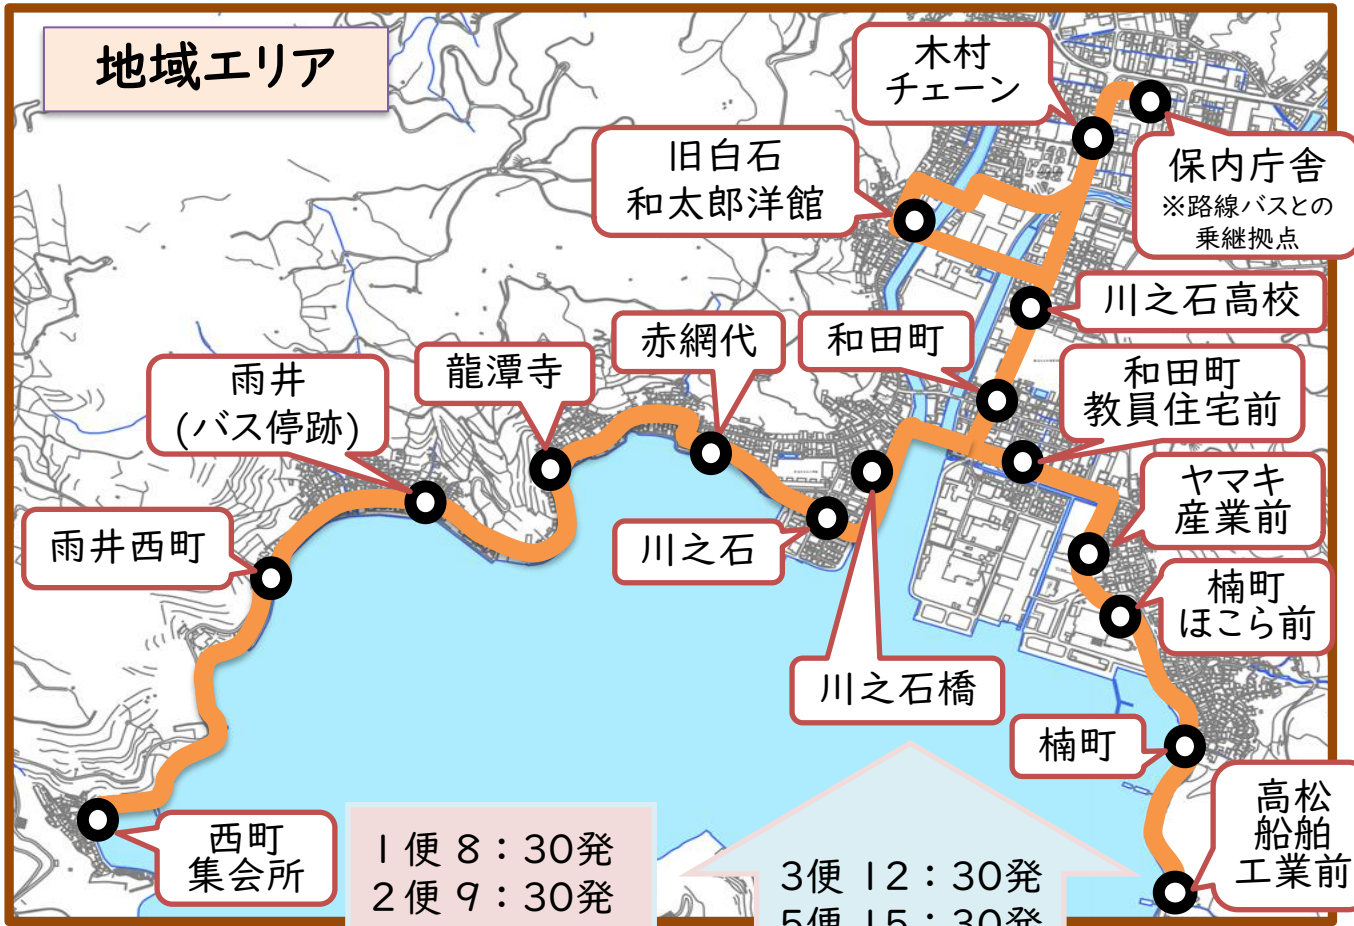 地域エリア
木村
チェーン
旧白石
和太郎洋館
保内庁舎
※路線バスとの
乗継拠点
川之石高校
赤網代
和田町
和田町
教員住宅前
龍潭寺
雨井
(バス停跡)
ヤマキ
産業前
雨井西町
川之石
楠町
ほこら前
川之石橋
楠町
高松
船舶
工業前
西町
集会所
1便 8：30発
2便 9：30発
3便 12：30発
5便 15：30発